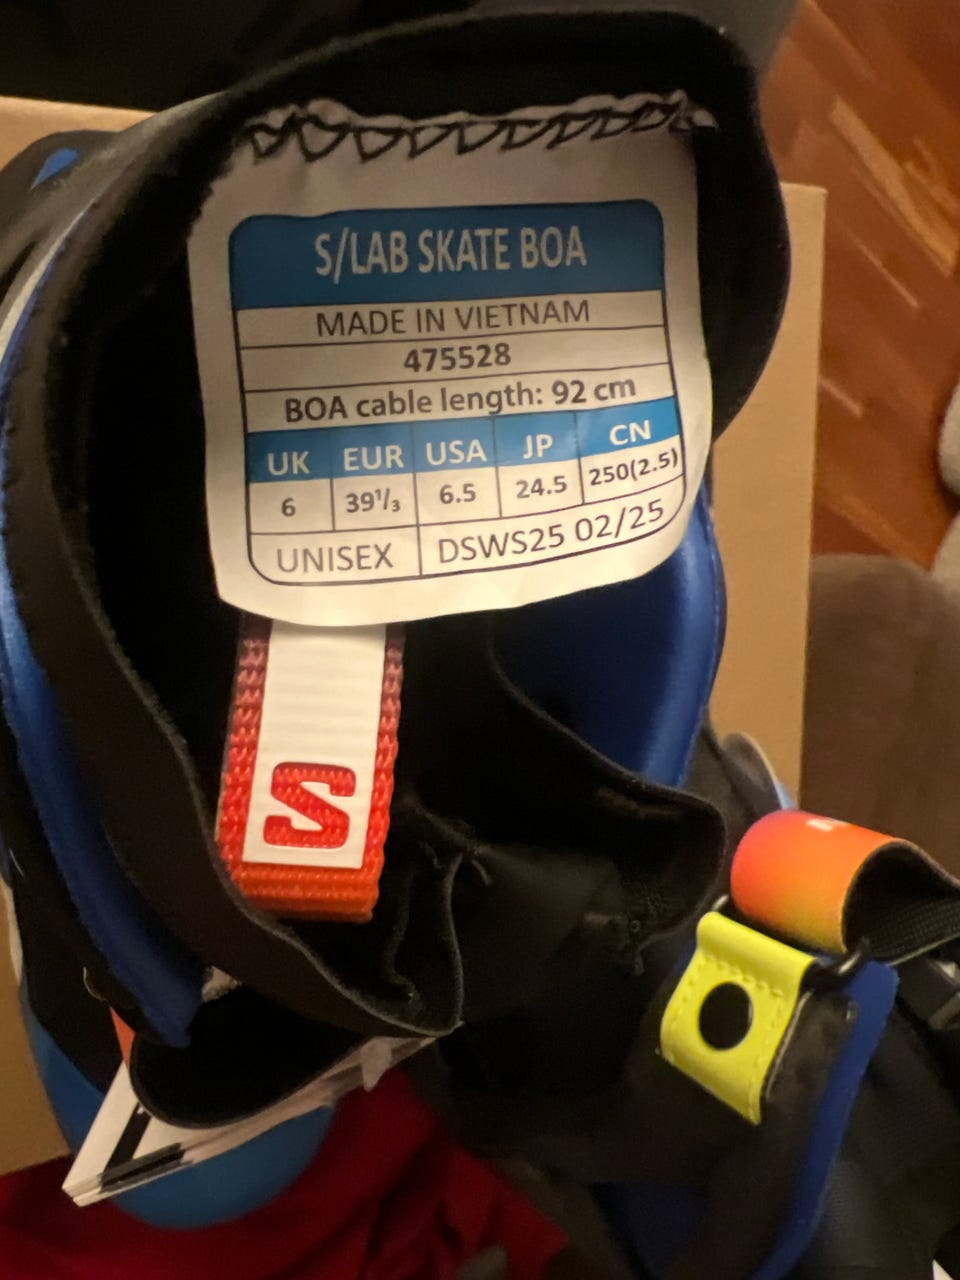 S/LAB SKATE BOA
MADE IN VIETNAM
475528
BOA cable length: 92 cm
UK EUR USA JP CN
6 39¹/₃ 6.5 24.5 250(2.5)
UNISEX DSWS25 02/25
S